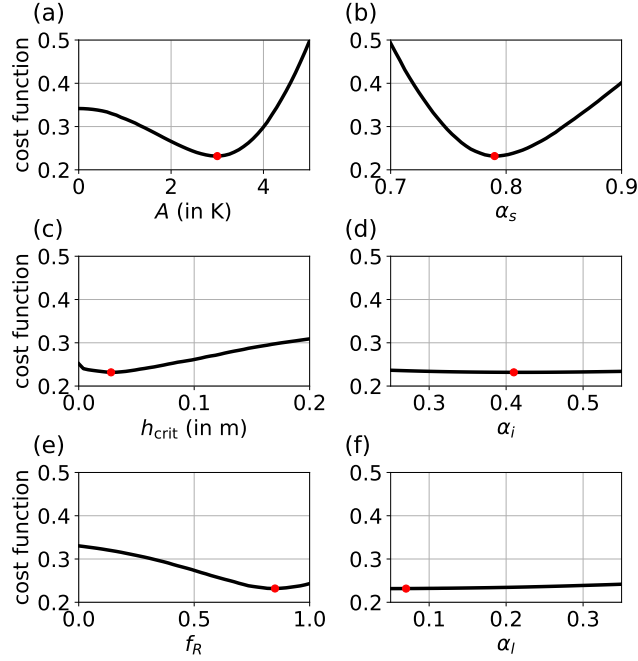 (a) (b)
cost function
0.5 0.5
0.4 0.4
0.3 0.3
0.2 0.2
0 2 4 0.7 0.8 0.9
A (in K) αs
(c) (d)
cost function
0.5 0.5
0.4 0.4
0.3 0.3
0.2 0.2
0.0 0.1 0.2 0.3 0.4 0.5
hcrit (in m) αi
(e) (f)
cost function
0.5 0.5
0.4 0.4
0.3 0.3
0.2 0.2
0.0 0.5 1.0 0.1 0.2 0.3
fR αl